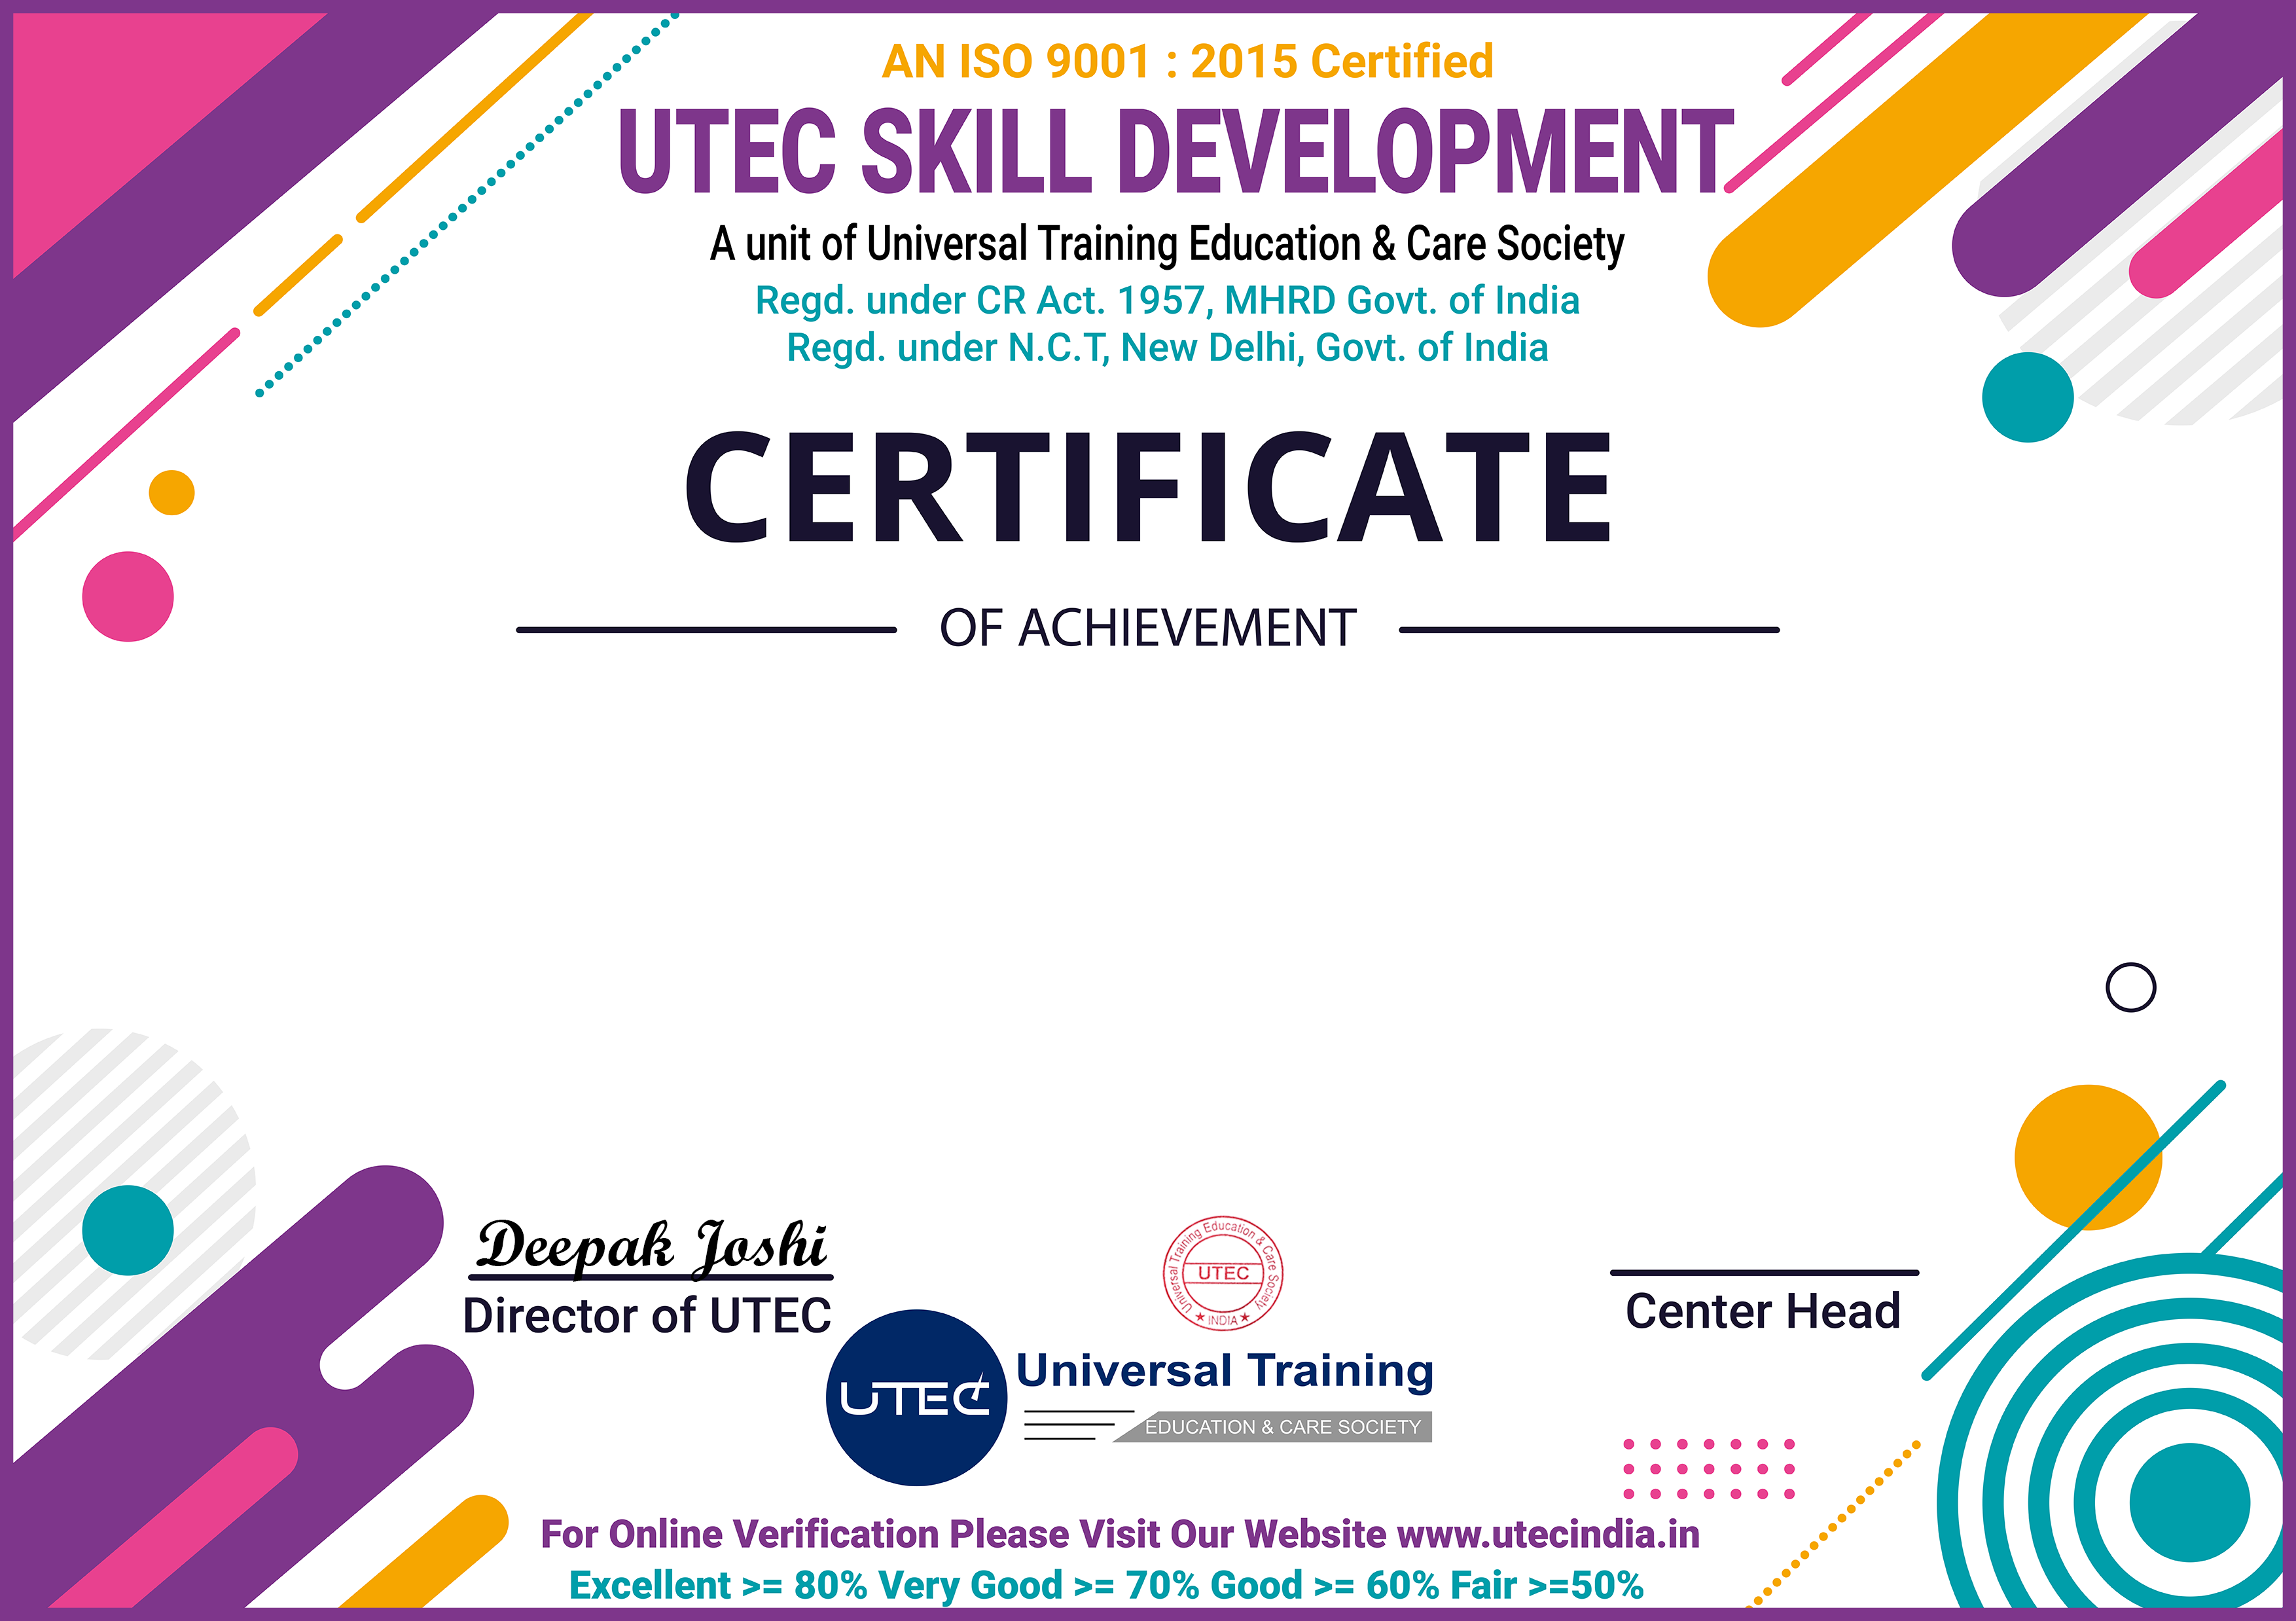 AN ISO 9001 : 2015 Certified
UTEC SKILL DEVELOPMENT
A unit of Universal Training Education & Care Society
Regd. under CR Act. 1957, MHRD Govt. of India
Regd. under N.C.T, New Delhi, Govt. of India
CERTIFICATE
OF ACHIEVEMENT
Deepak Joshi
Director of UTEC
Universal Training Education & Care Society
UTEC
★ INDIA ★
Center Head
UTEC
Universal Training
EDUCATION & CARE SOCIETY
For Online Verification Please Visit Our Website www.utecindia.in
Excellent >= 80% Very Good >= 70% Good >= 60% Fair >=50%